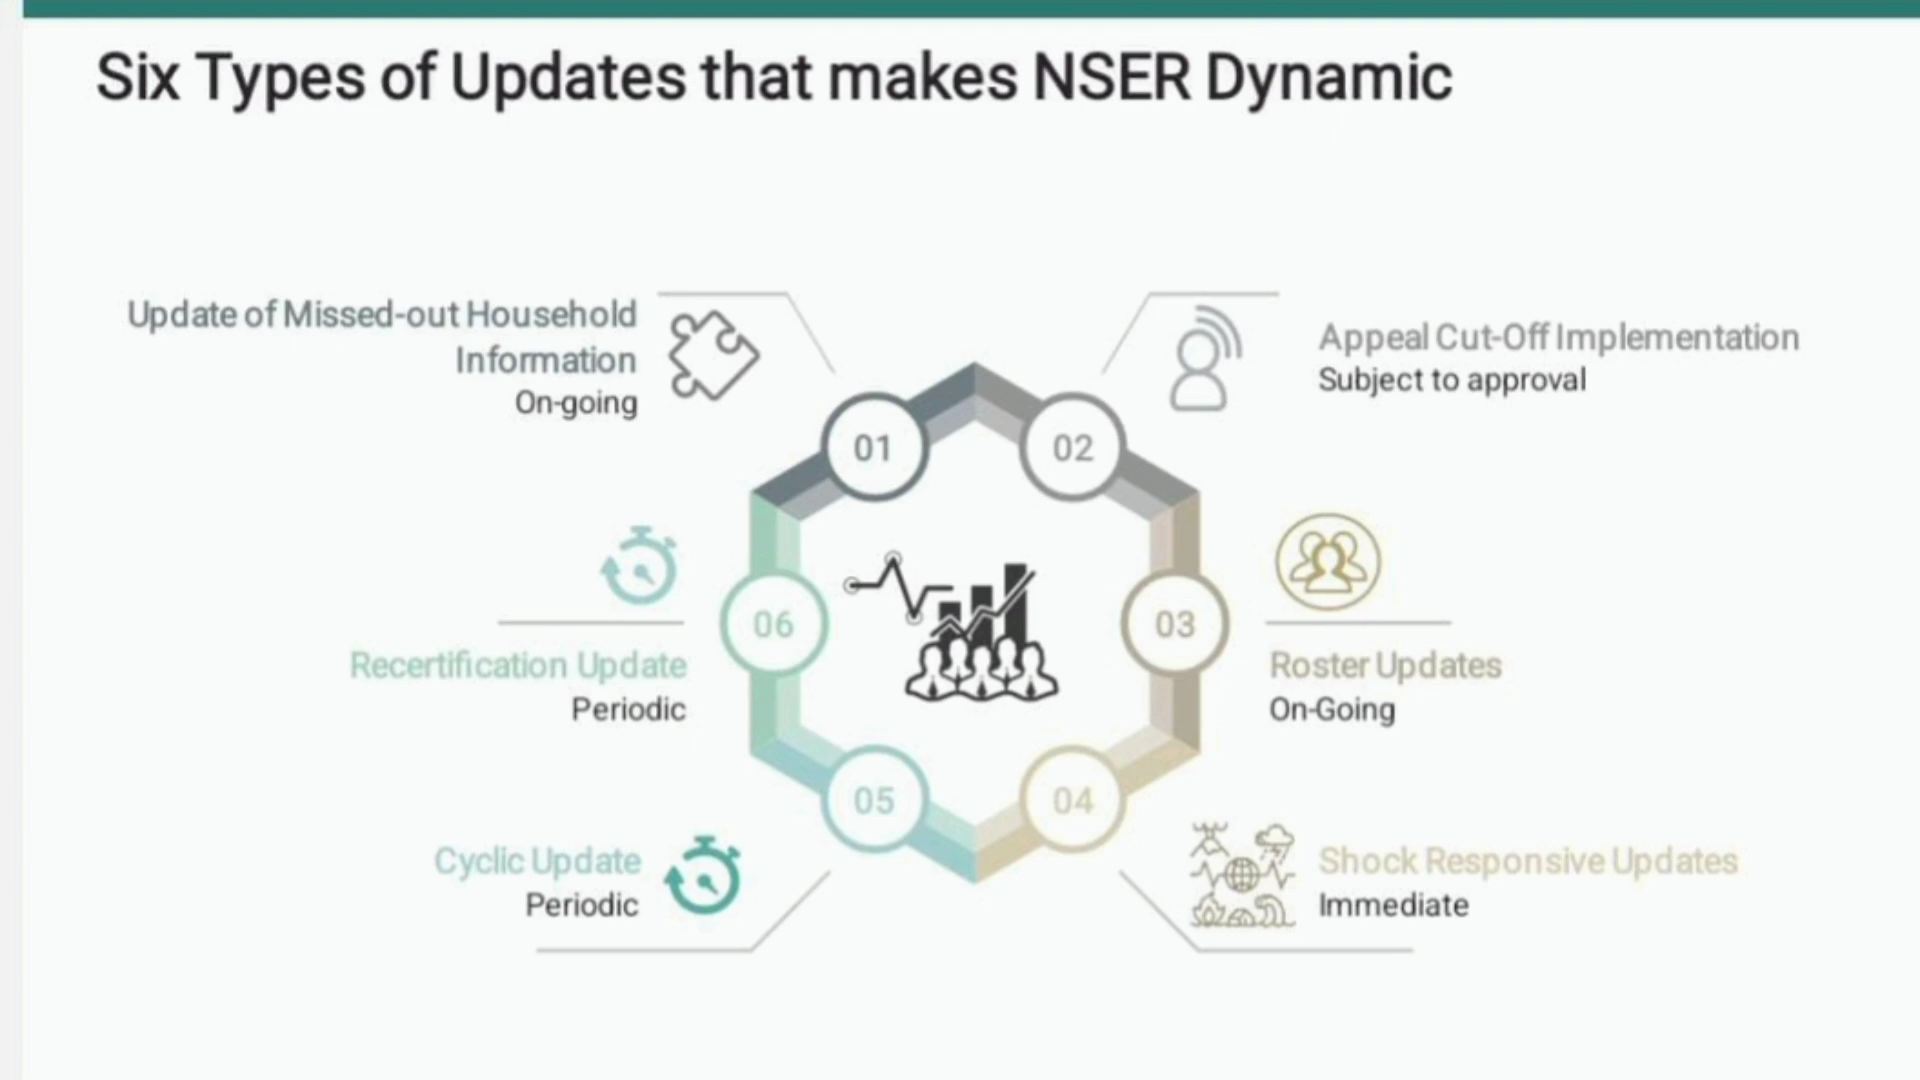 Six Types of Updates that makes NSER Dynamic
Update of Missed-out Household
Information
On-going
01
02
Appeal Cut-Off Implementation
Subject to approval
06
Recertification Update
Periodic
03
Roster Updates
On-Going
05
Cyclic Update
Periodic
04
Shock Responsive Updates
Immediate